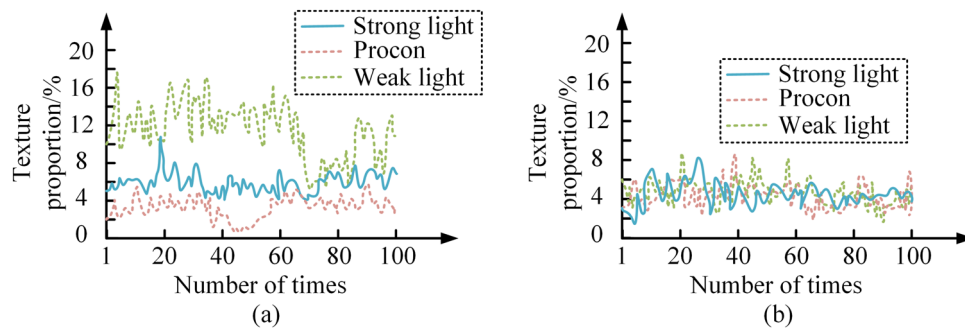 Strong light
Procon
Weak light
Texture
proportion/%
20
16
12
8
4
0
1
20
40
60
80
100
Number of times
(a)
Strong light
Procon
Weak light
Texture
proportion/%
20
16
12
8
4
0
1
20
40
60
80
100
Number of times
(b)